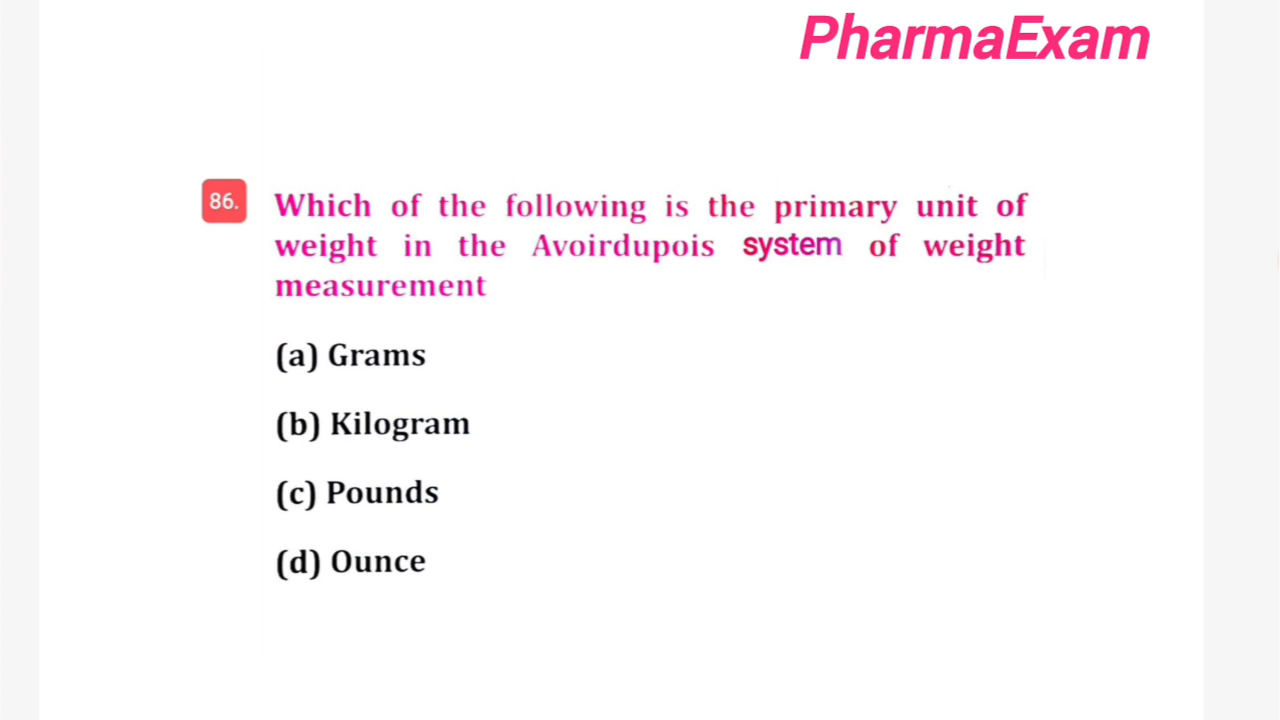 PharmaExam
86. Which of the following is the primary unit of
weight in the Avoirdupois system of weight
measurement
(a) Grams
(b) Kilogram
(c) Pounds
(d) Ounce